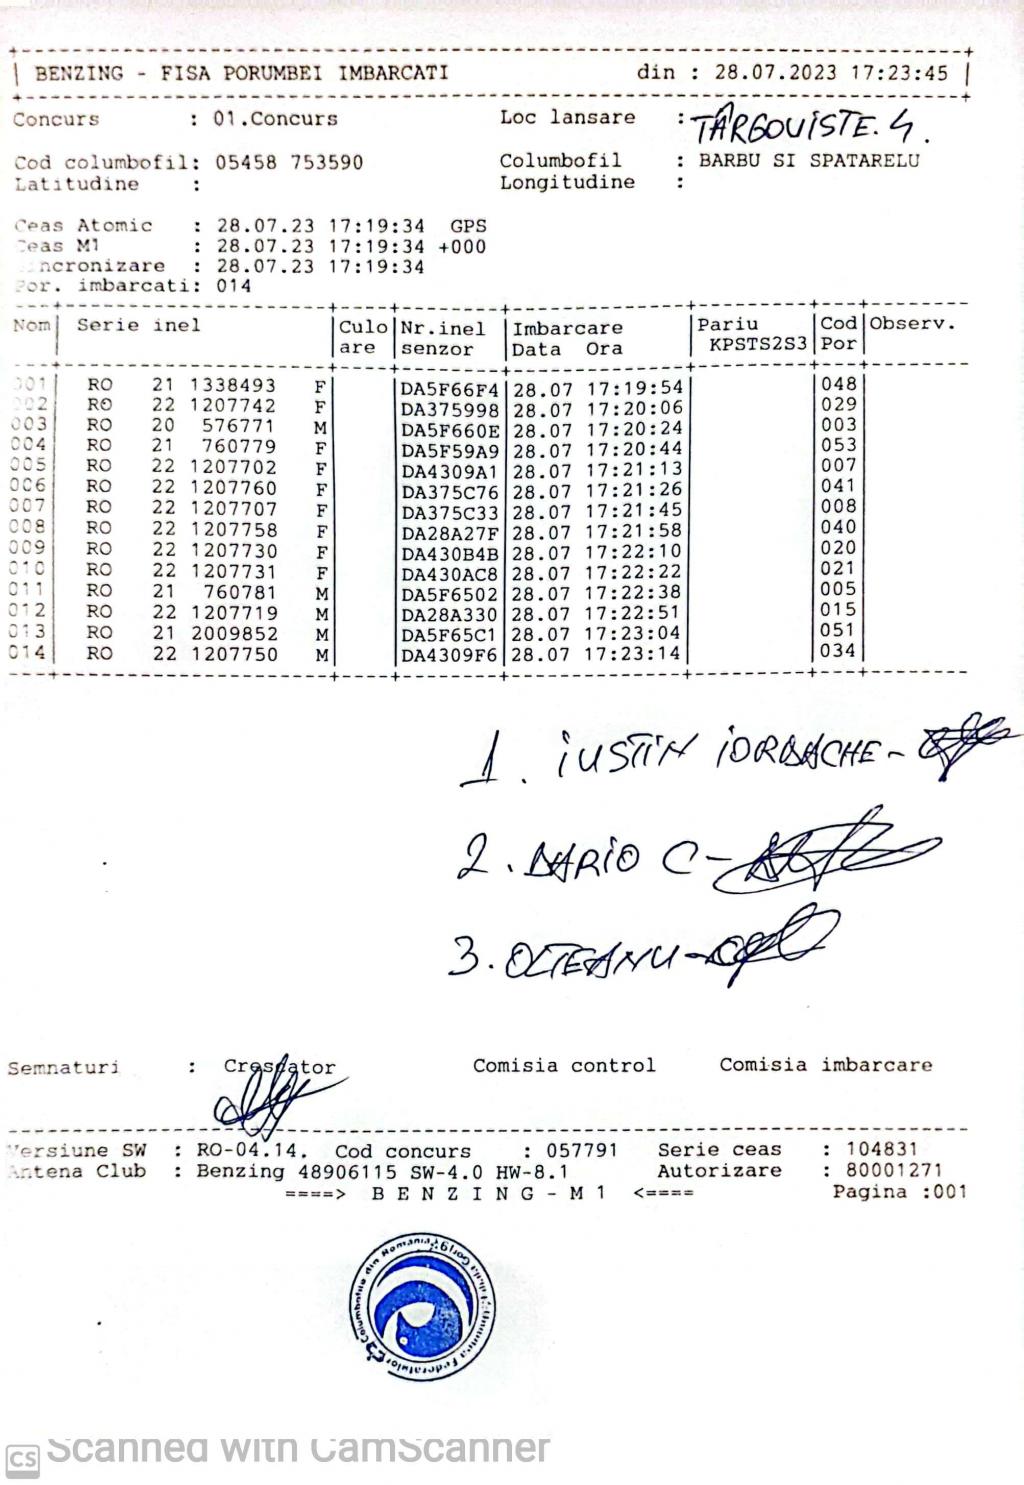 BENZING - FISA PORUMBEI IMBARCATI din : 28.07.2023 17:23:45
Concurs : 01.Concurs Loc lansare : TÂRGOVISTE. 4.
Cod columbofil: 05458 753590 Columbofil : BARBU SI SPATARELU
Latitudine : Longitudine :
Ceas Atomic : 28.07.23 17:19:34 GPS
Ceas M1 : 28.07.23 17:19:34 +000
Sincronizare : 28.07.23 17:19:34
Por. imbarcati: 014
Nom Serie inel Culo Nr.inel Imbarcare Pariu Cod Observ.
are senzor Data Ora KPSTS2S3 Por
001 RO 21 1338493 F DA5F66F4 28.07 17:19:54 048
002 RO 22 1207742 F DA375998 28.07 17:20:06 029
003 RO 20 576771 M DA5F660E 28.07 17:20:24 003
004 RO 21 760779 F DA5F59A9 28.07 17:20:44 053
005 RO 22 1207702 F DA4309A1 28.07 17:21:13 007
006 RO 22 1207760 F DA375C76 28.07 17:21:26 041
007 RO 22 1207707 F DA375C33 28.07 17:21:45 008
008 RO 22 1207758 F DA28A27F 28.07 17:21:58 040
009 RO 22 1207730 F DA430B4B 28.07 17:22:10 020
010 RO 22 1207731 F DA430AC8 28.07 17:22:22 021
011 RO 21 760781 M DA5F6502 28.07 17:22:38 005
012 RO 22 1207719 M DA28A330 28.07 17:22:51 015
013 RO 21 2009852 M DA5F65C1 28.07 17:23:04 051
014 RO 22 1207750 M DA4309F6 28.07 17:23:14 034
1. IUSTIN IORDACHE -
2. DARIO C -
3. OLTEANU -
Semnaturi : Crescator Comisia control Comisia imbarcare
Versiune SW : RO-04.14. Cod concurs : 057791 Serie ceas : 104831
Antena Club : Benzing 48906115 SW-4.0 HW-8.1 Autorizare : 80001271
====> B E N Z I N G - M 1 <==== Pagina :001
Uniunea Federatiilor Columbofile din Romania
CS Scanned with CamScanner